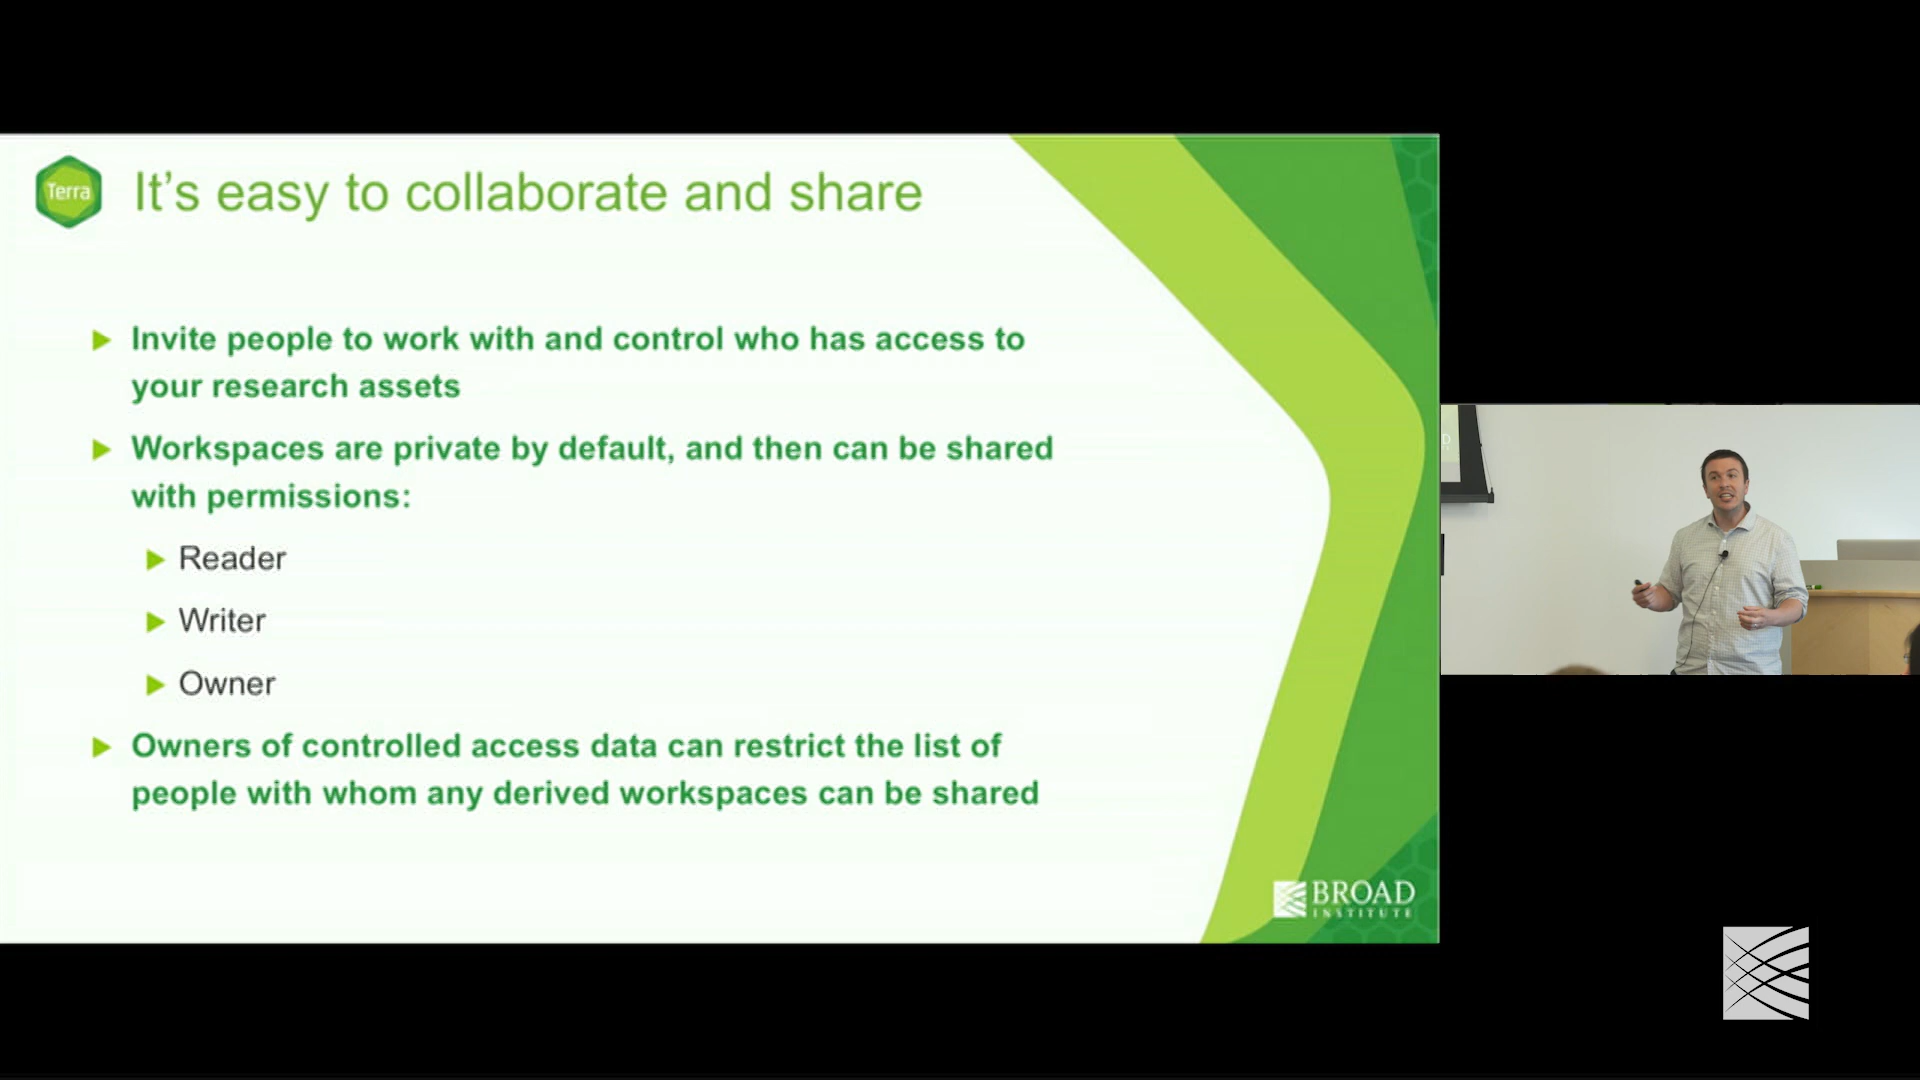 Terra
It’s easy to collaborate and share
Invite people to work with and control who has access to
your research assets
Workspaces are private by default, and then can be shared
with permissions:
Reader
Writer
Owner
Owners of controlled access data can restrict the list of
people with whom any derived workspaces can be shared
BROAD
INSTITUTE